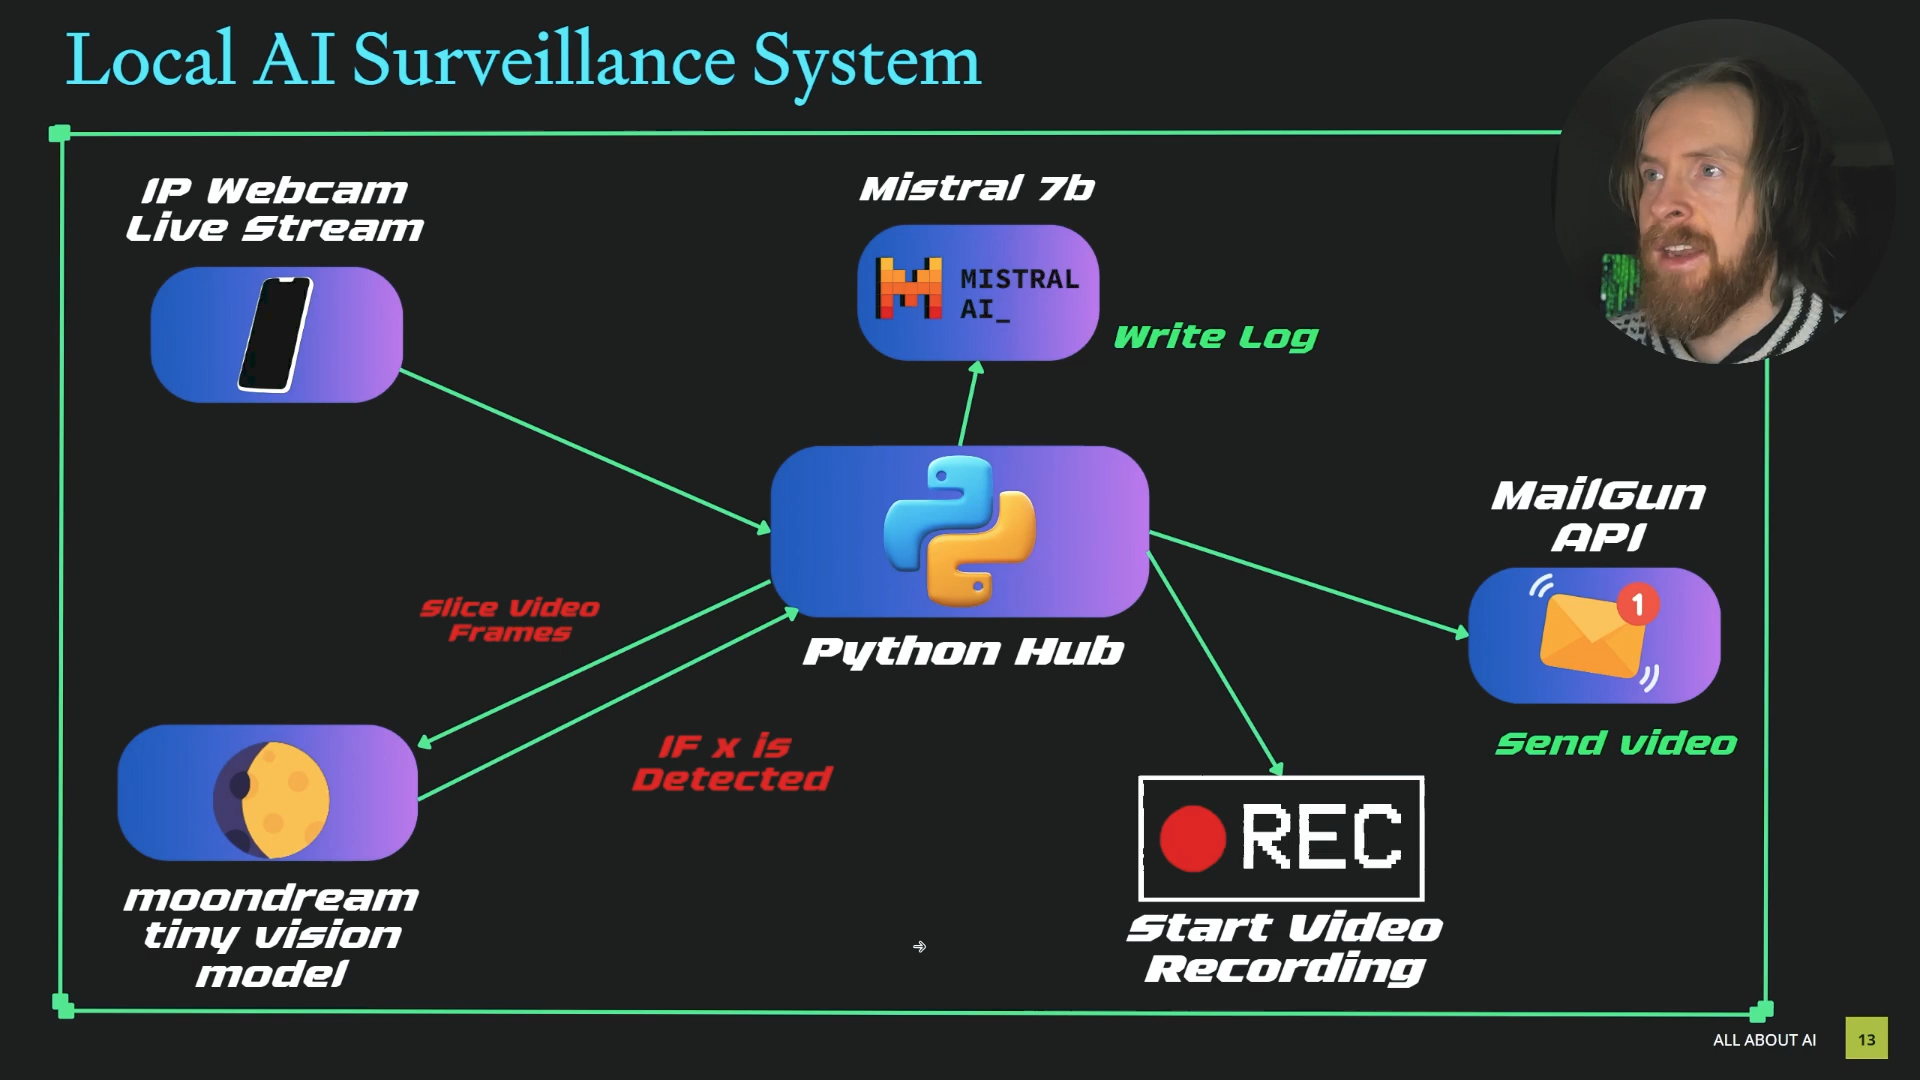 Local AI Surveillance System
IP Webcam
Live Stream
Mistral 7b
MISTRAL
AI_
Write Log
MailGun
API
1
Slice Video
Frames
Python Hub
Send video
IF x is
Detected
REC
moondream
tiny vision
model
Start Video
Recording
ALL ABOUT AI
13